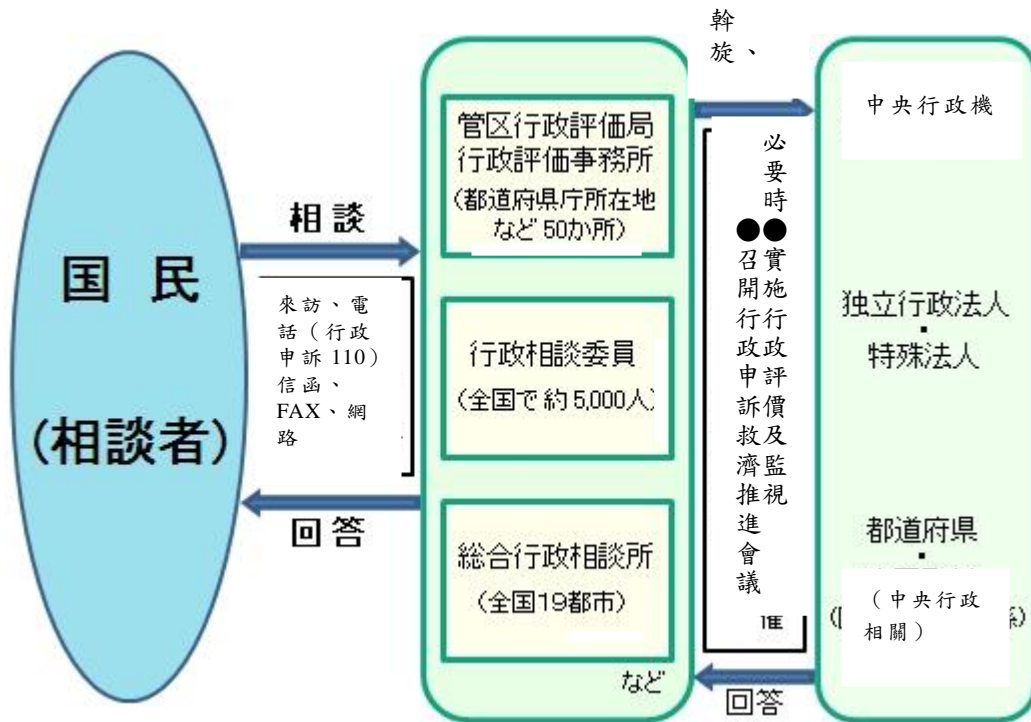 国 民
(相談者)
相 談
來訪、電
話（行政
申訴 110）
信函、
FAX、網
路
回 答
管区行政評価局
行政評価事務所
(都道府県庁所在地
など 50か所)
行政相談委員
(全国で約5,000人)
総合行政相談所
(全国19都市)
など
斡
旋、
必要時
●實施行政評價及監視
●召開行政申訴救濟推進會議
回答
中央行政機
独立行政法人
・
特殊法人
都道府県
・
（中央行政
相關）